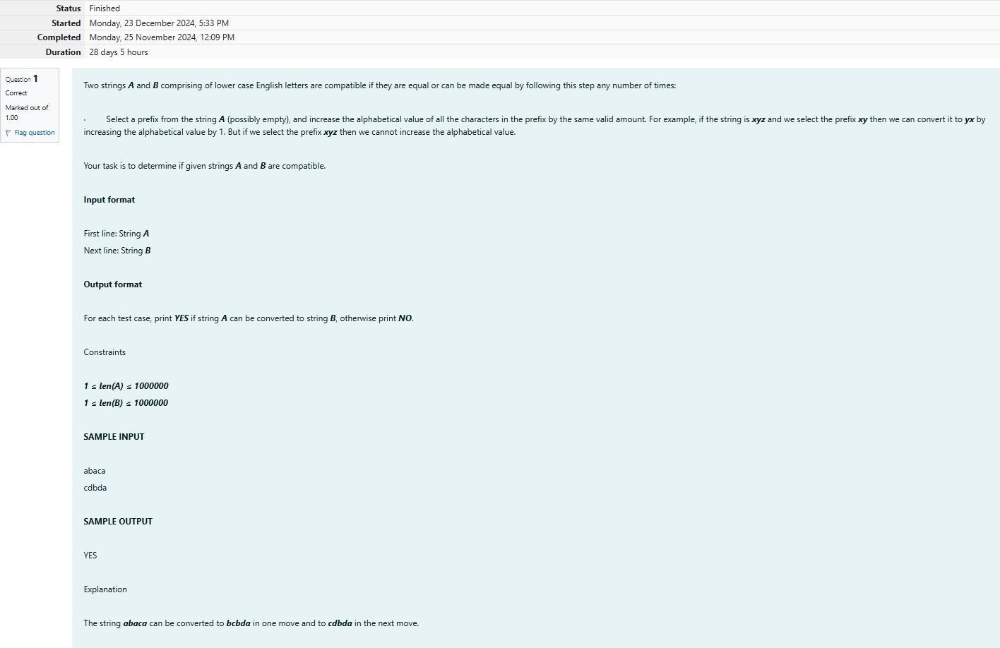 Status Finished
Started Monday, 23 December 2024, 5:33 PM
Completed Monday, 25 November 2024, 12:09 PM
Duration 28 days 5 hours
Question 1
Correct
Marked out of
1.00
Flag question
Two strings A and B comprising of lower case English letters are compatible if they are equal or can be made equal by following this step any number of times:
· Select a prefix from the string A (possibly empty), and increase the alphabetical value of all the characters in the prefix by the same valid amount. For example, if the string is xyz and we select the prefix xy then we can convert it to yx by
increasing the alphabetical value by 1. But if we select the prefix xyz then we cannot increase the alphabetical value.
Your task is to determine if given strings A and B are compatible.
Input format
First line: String A
Next line: String B
Output format
For each test case, print YES if string A can be converted to string B, otherwise print NO.
Constraints
1 ≤ len(A) ≤ 1000000
1 ≤ len(B) ≤ 1000000
SAMPLE INPUT
abaca
cdbda
SAMPLE OUTPUT
YES
Explanation
The string abaca can be converted to bcbda in one move and to cdbda in the next move.